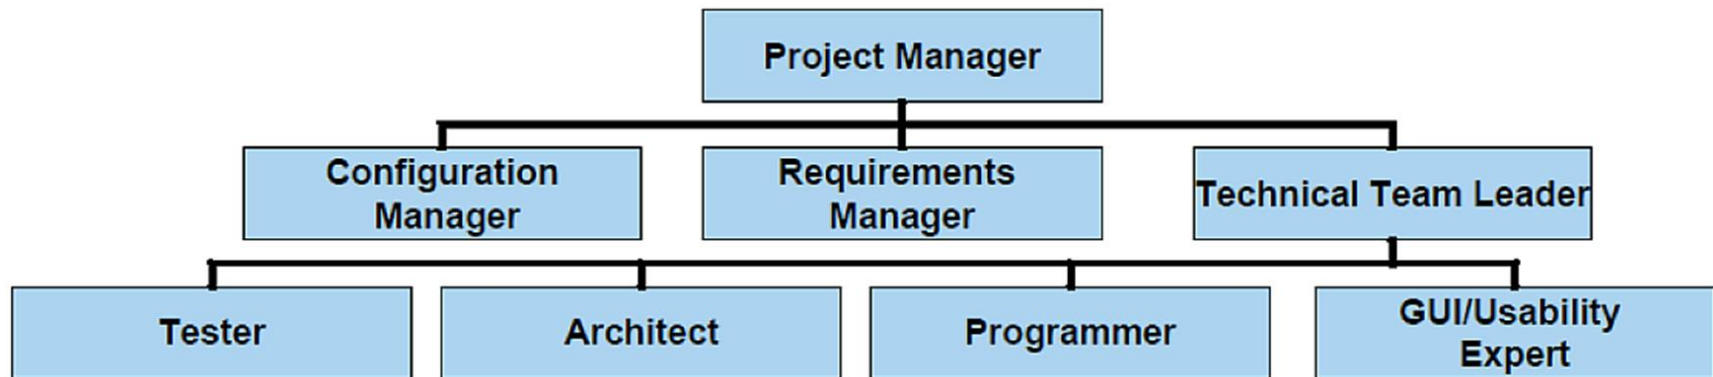 Project Manager
Configuration
Manager
Requirements
Manager
Technical Team Leader
Tester
Architect
Programmer
GUI/Usability
Expert